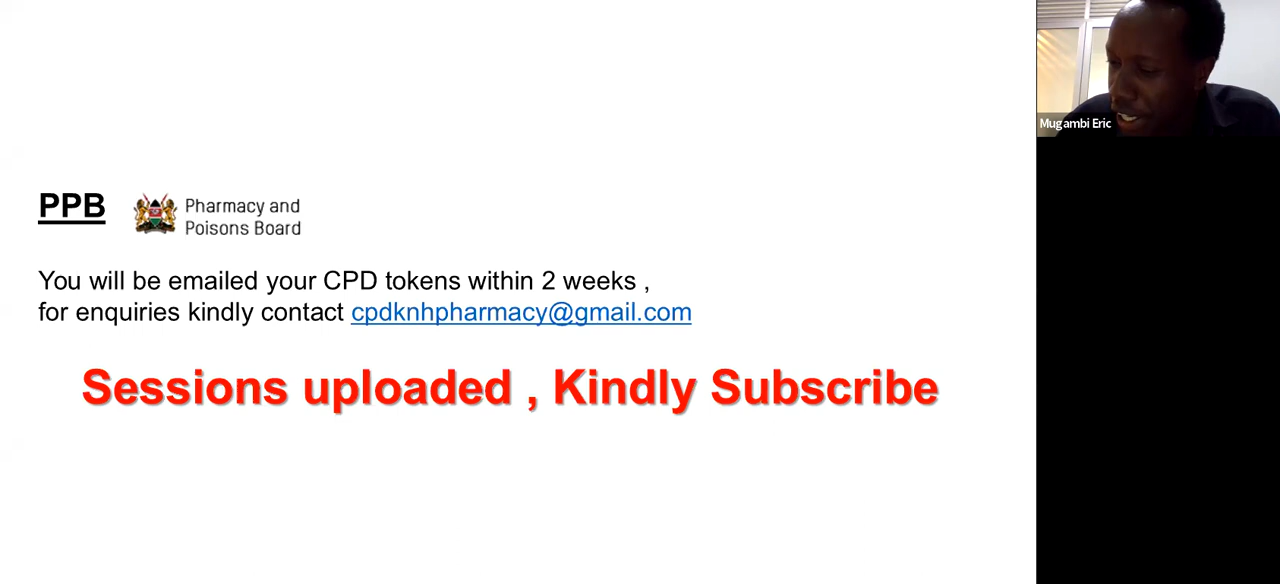 PPB
Pharmacy and
Poisons Board
You will be emailed your CPD tokens within 2 weeks ,
for enquiries kindly contact cpdknhpharmacy@gmail.com
Sessions uploaded , Kindly Subscribe
Mugambi Eric